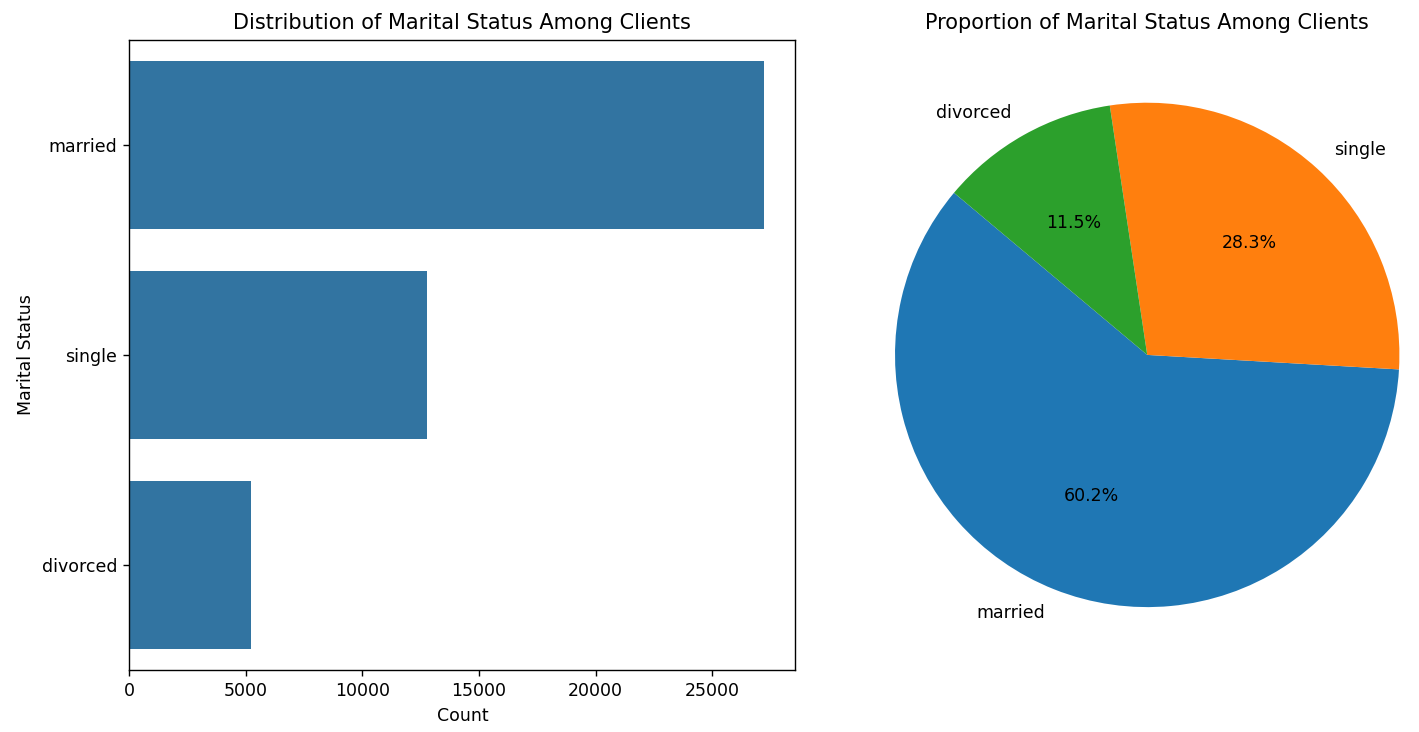 Distribution of Marital Status Among Clients
married
single
divorced
Marital Status
0 5000 10000 15000 20000 25000
Count
Proportion of Marital Status Among Clients
divorced
single
11.5%
28.3%
60.2%
married